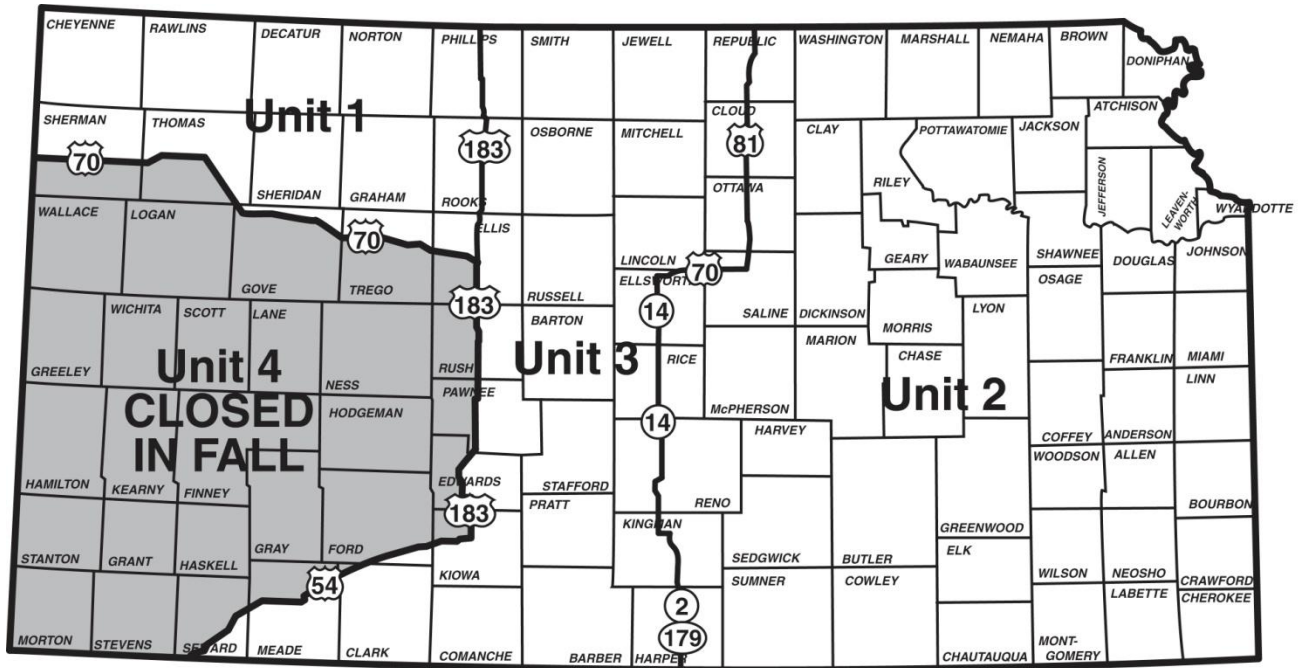 CHEYENNE
RAWLINS
DECATUR
NORTON
PHILLIPS
SMITH
JEWELL
REPUBLIC
WASHINGTON
MARSHALL
NEMAHA
BROWN
DONIPHAN
SHERMAN
THOMAS
Unit 1
183
OSBORNE
MITCHELL
CLOUD
81
CLAY
POTTAWATOMIE
JACKSON
ATCHISON
70
SHERIDAN
GRAHAM
ROOKS
OTTAWA
RILEY
JEFFERSON
LEAVEN-
WORTH
WYANDOTTE
WALLACE
LOGAN
70
ELLIS
LINCOLN
70
GEARY
WABAUNSEE
SHAWNEE
DOUGLAS
JOHNSON
GOVE
TREGO
183
RUSSELL
ELLSWORTH
14
SALINE
DICKINSON
MORRIS
LYON
OSAGE
WICHITA
SCOTT
LANE
BARTON
MARION
GREELEY
Unit 4
CLOSED
IN FALL
NESS
RUSH
Unit 3
RICE
CHASE
Unit 2
FRANKLIN
MIAMI
LINN
HODGEMAN
PAWNEE
14
McPHERSON
HARVEY
COFFEY
ANDERSON
HAMILTON
KEARNY
FINNEY
EDWARDS
STAFFORD
WOODSON
ALLEN
183
PRATT
RENO
BOURBON
STANTON
GRANT
HASKELL
GRAY
FORD
KINGMAN
SEDGWICK
BUTLER
GREENWOOD
ELK
54
KIOWA
SUMNER
COWLEY
WILSON
NEOSHO
CRAWFORD
LABETTE
CHEROKEE
2
179
MORTON
STEVENS
SEWARD
MEADE
CLARK
COMANCHE
BARBER
HARPER
CHAUTAUQUA
MONT-
GOMERY